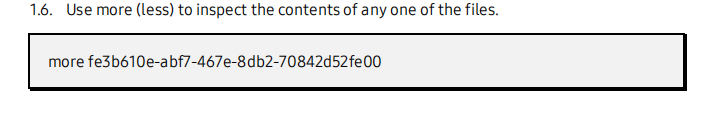 1.6. Use more (less) to inspect the contents of any one of the files.
more fe3b610e-abf7-467e-8db2-70842d52fe00